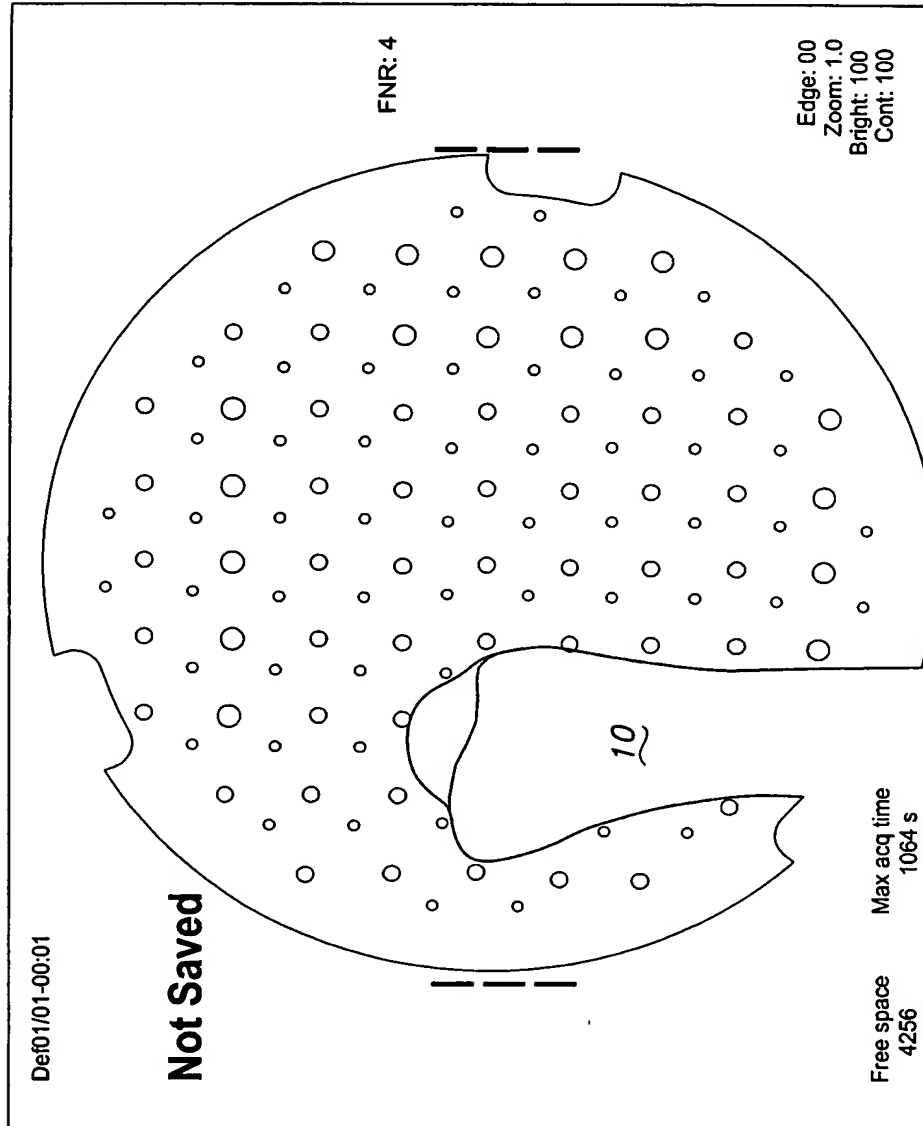 Def01/01-00:01
Not Saved
FNR: 4
10
Free space
4256
Max acq time
1064 s
Edge: 00
Zoom: 1.0
Bright: 100
Cont: 100